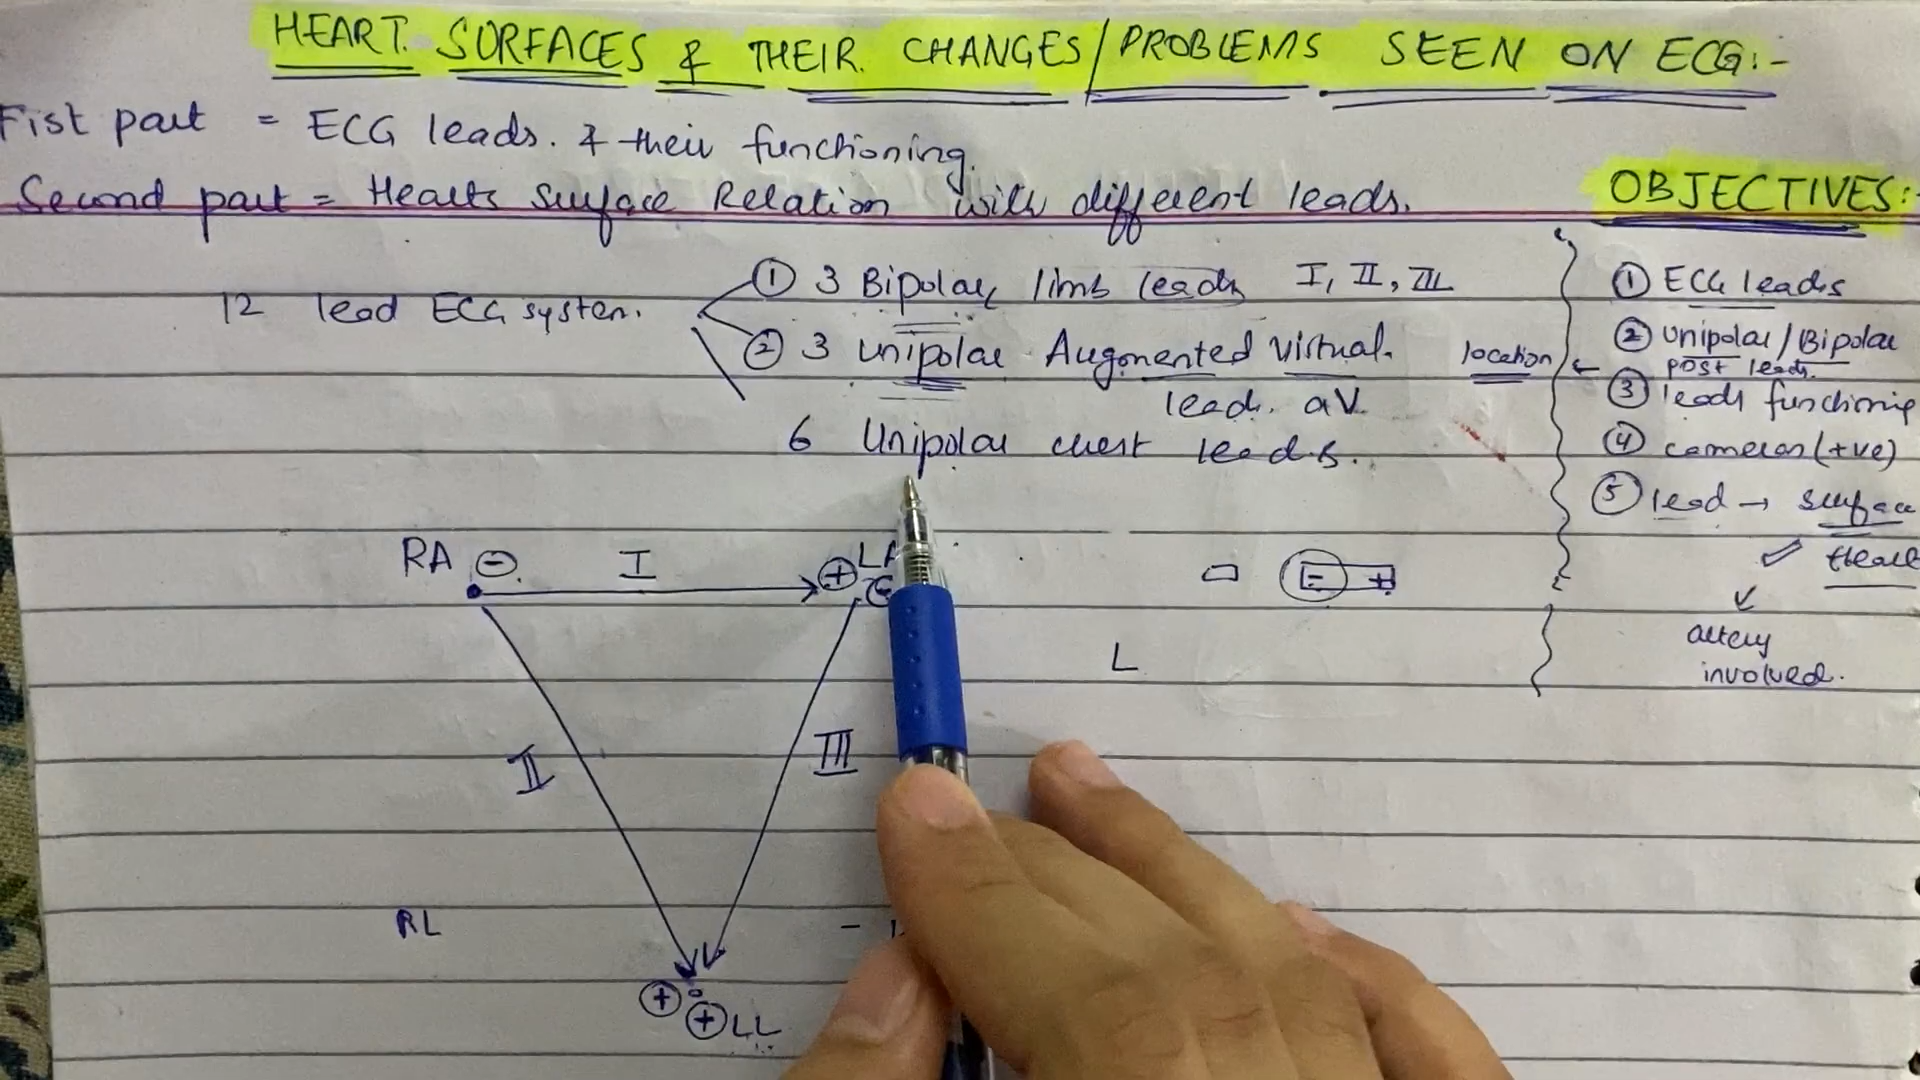 HEART. SURFACES & THEIR. CHANGES/PROBLEMS SEEN ON ECG:-
Fist part = ECG leads. & their functioning.
Second part = Hearts Surface Relation with different leads.
OBJECTIVES:-
12 lead ECG system.
① 3 Bipolar limb leads I, II, III
② 3 unipolar Augmented virtual.
lead. aV.
6 Unipolar chest leads.
location ←
① ECG leads
② unipolar/Bipolar
post leads.
③ leads functioning
④ cameras (+ve)
⑤ lead → surface
Heart
artery
involved.
RA ⊖ I ⊕ LA
- +
L
II III
RL -
⊕ ⊕ LL